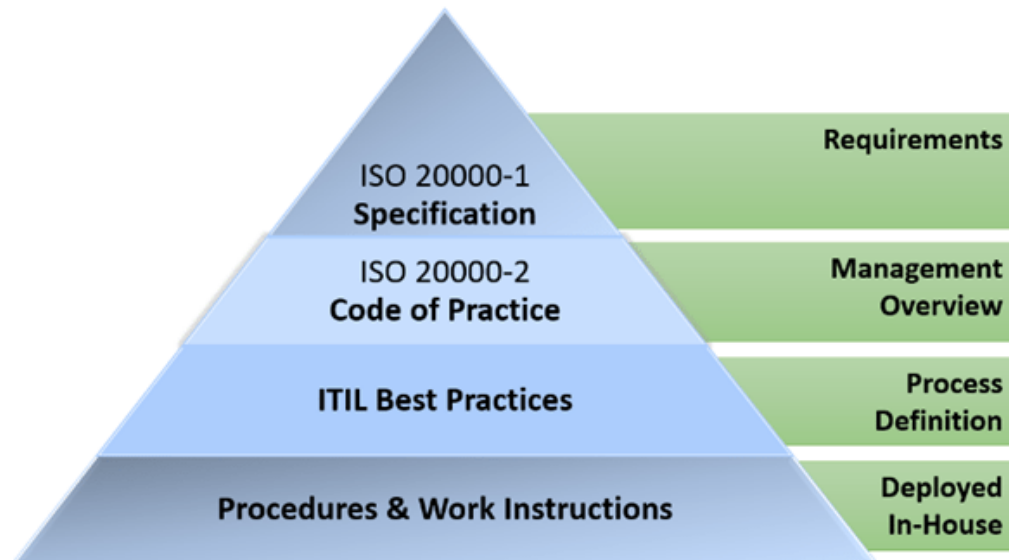 ISO 20000-1
Specification
Requirements
ISO 20000-2
Code of Practice
Management
Overview
ITIL Best Practices
Process
Definition
Procedures & Work Instructions
Deployed
In-House